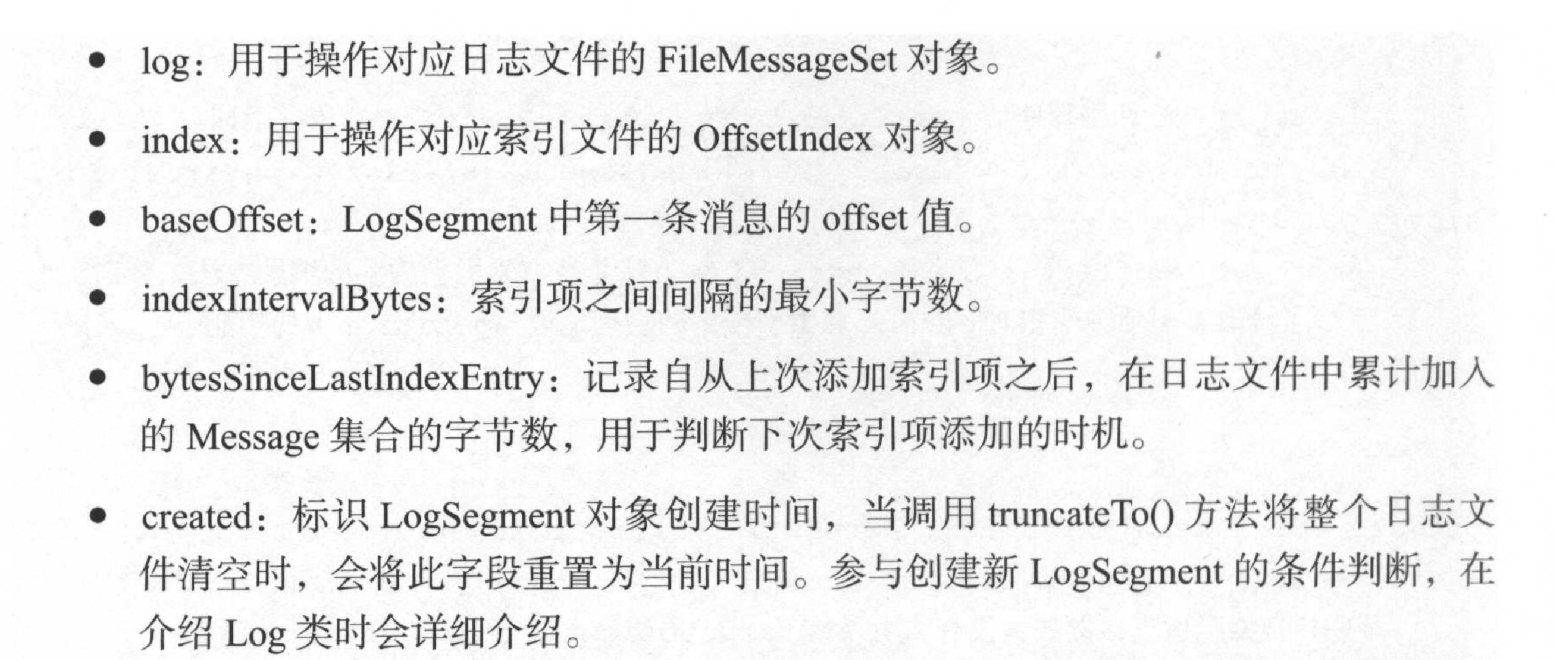 ● log：用于操作对应日志文件的 FileMessageSet 对象。
● index：用于操作对应索引文件的 OffsetIndex 对象。
● baseOffset：LogSegment 中第一条消息的 offset 值。
● indexIntervalBytes：索引项之间间隔的最小字节数。
● bytesSinceLastIndexEntry：记录自从上次添加索引项之后，在日志文件中累计加入
的 Message 集合的字节数，用于判断下次索引项添加的时机。
● created：标识 LogSegment 对象创建时间，当调用 truncateTo() 方法将整个日志文
件清空时，会将此字段重置为当前时间。参与创建新 LogSegment 的条件判断，在
介绍 Log 类时会详细介绍。